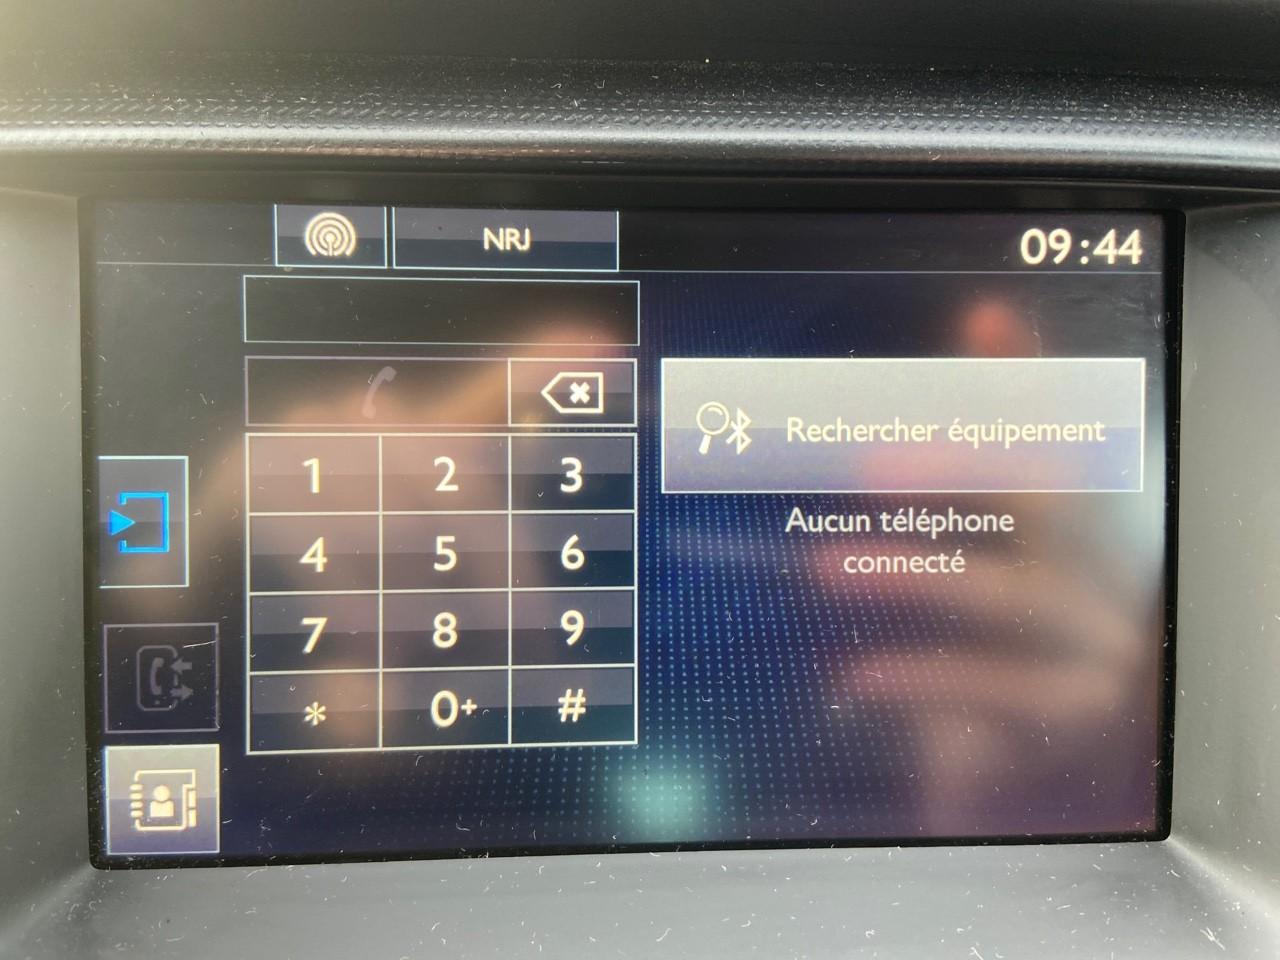 NRJ
09:44
Rechercher équipement
Aucun téléphone
connecté
1 2 3
4 5 6
7 8 9
* 0+ #